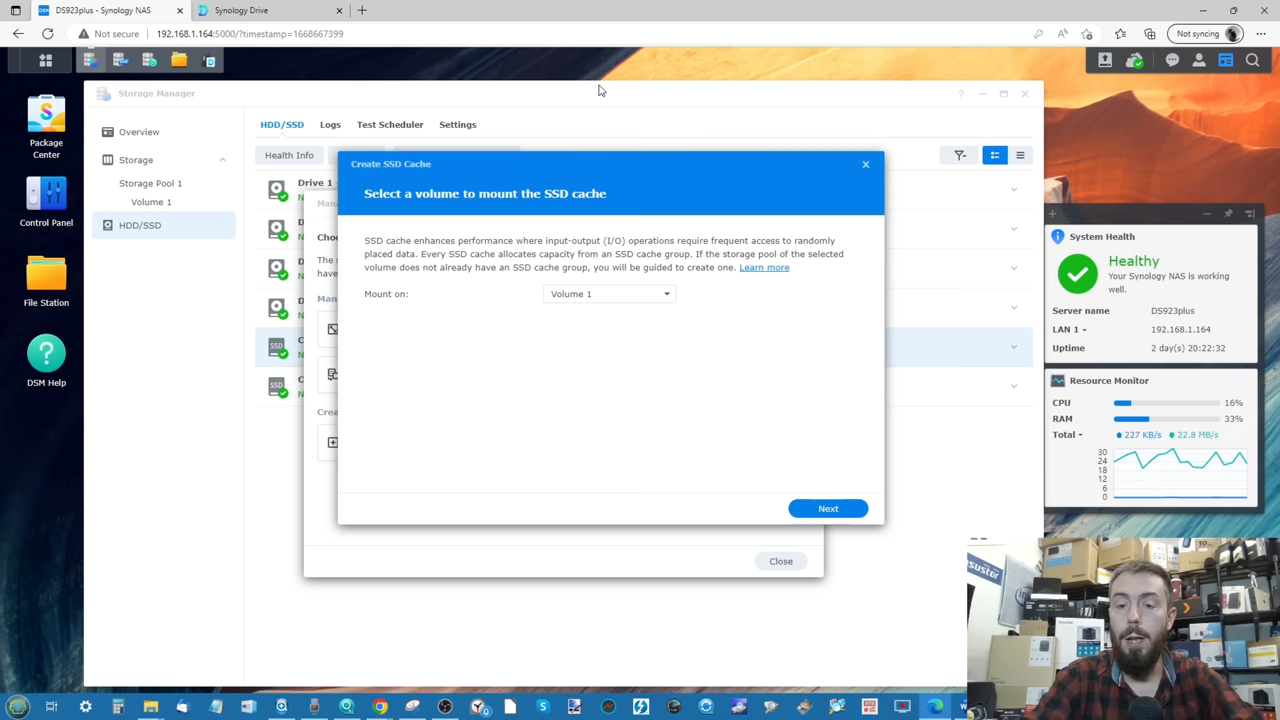 DS923plus - Synology NAS
Synology Drive
Not secure
192.168.1.164:5000/?timestamp=1668667399
Not syncing
Storage Manager
Package
Center
Control Panel
File Station
DSM Help
Overview
Storage
Storage Pool 1
Volume 1
HDD/SSD
HDD/SSD
Logs
Test Scheduler
Settings
Health Info
Drive 1
Create SSD Cache
Select a volume to mount the SSD cache
SSD cache enhances performance where input-output (I/O) operations require frequent access to randomly
placed data. Every SSD cache allocates capacity from an SSD cache group. If the storage pool of the selected
volume does not already have an SSD cache group, you will be guided to create one. Learn more
Mount on:
Volume 1
Next
Close
System Health
Healthy
Your Synology NAS is working
well.
Server name
DS923plus
LAN 1
192.168.1.164
Uptime
2 day(s) 20:22:32
Resource Monitor
CPU
16%
RAM
33%
Total
227 KB/s
22.8 MB/s
30
24
18
12
6
0